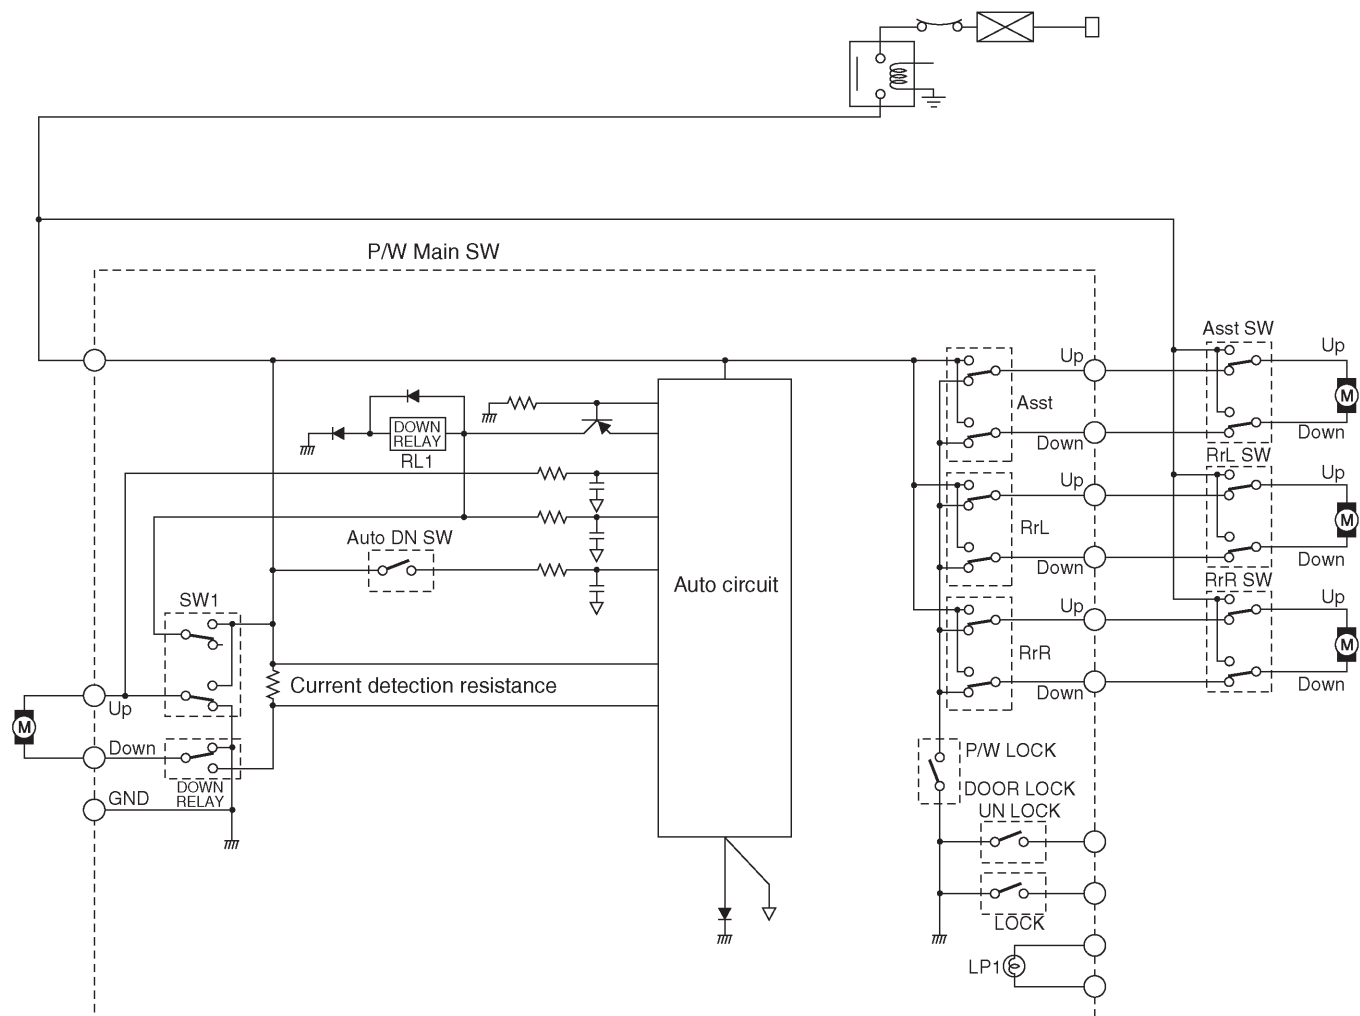 P/W Main SW
Asst SW
Up
M
Down
Up
Asst
Down
DOWN
RELAY
RL1
RrL SW
Up
M
Down
Up
RrL
Down
Auto DN SW
Auto circuit
RrR SW
Up
M
Down
Up
RrR
Down
SW1
Current detection resistance
Up
M
Down
DOWN
RELAY
GND
P/W LOCK
DOOR LOCK
UN LOCK
LOCK
LP1